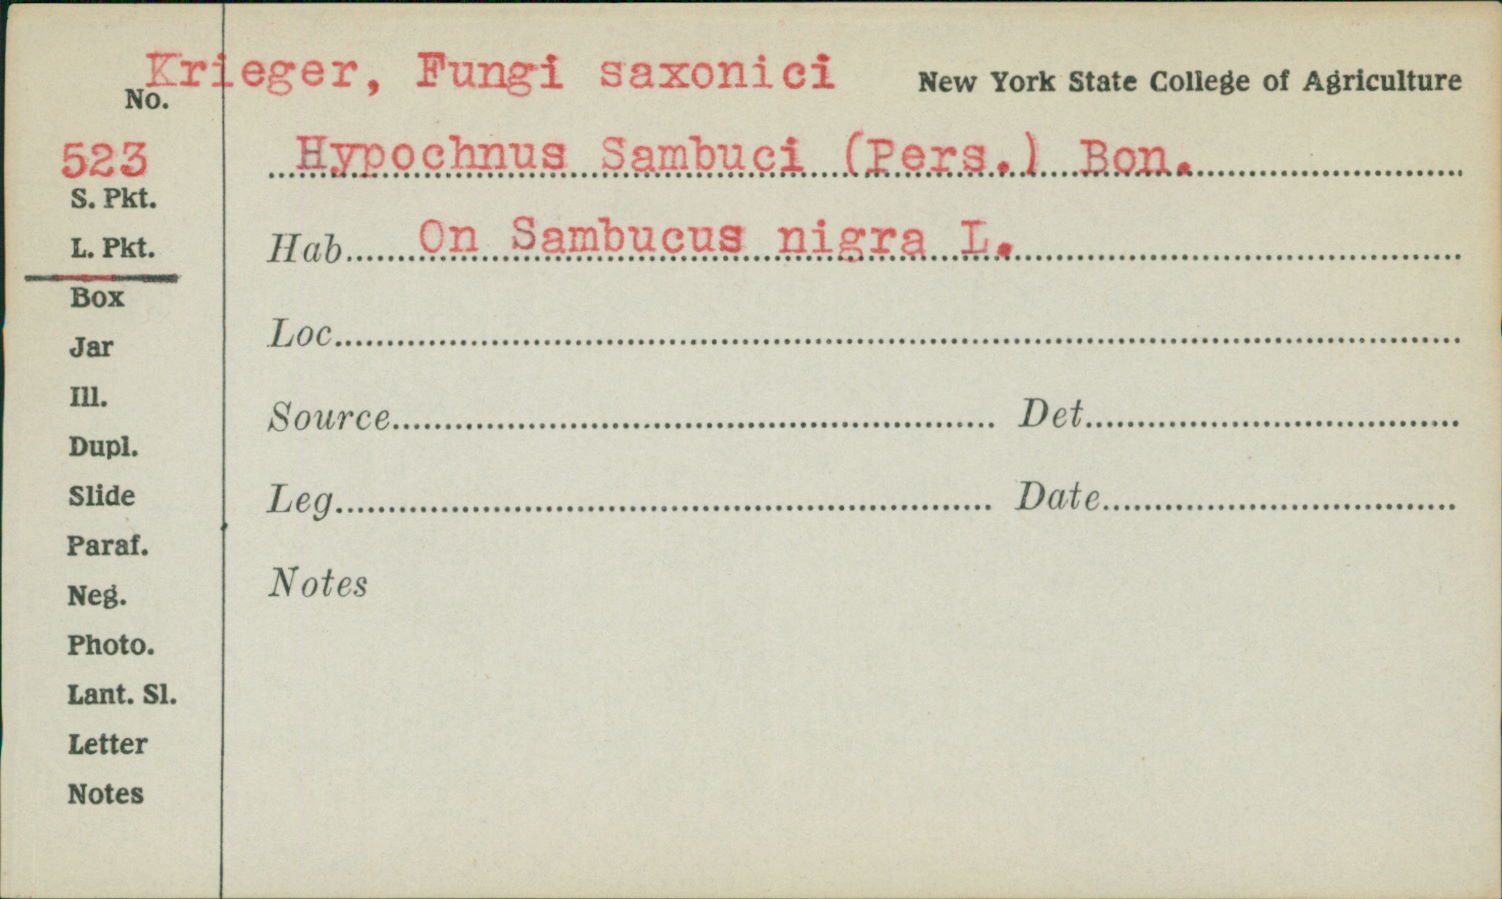 Krieger, Fungi saxonici
New York State College of Agriculture
No.
523
Hypochnus Sambuci (Pers.) Bon.
S. Pkt.
L. Pkt.
Hab. On Sambucus nigra L.
Box
Jar
Loc.
Ill.
Source
Det.
Dupl.
Slide
Leg.
Date
Paraf.
Neg.
Notes
Photo.
Lant. Sl.
Letter
Notes